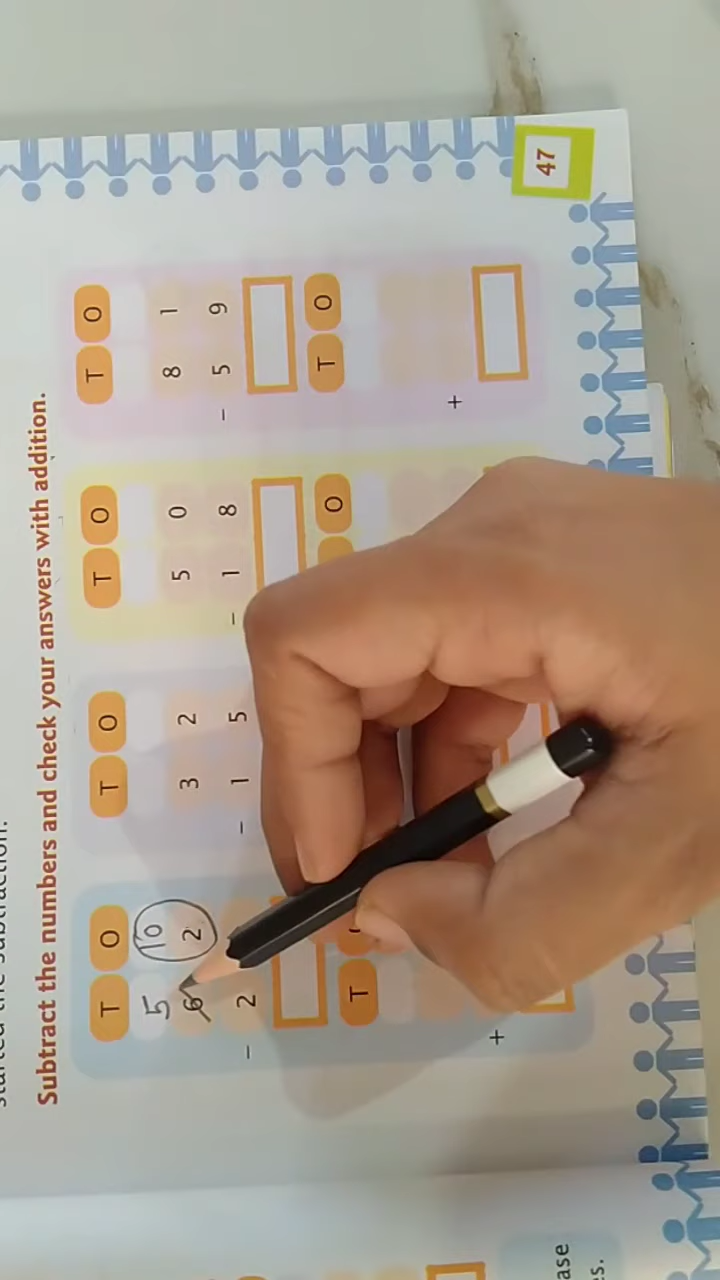 Subtract the numbers and check your answers with addition.
T O T O T O T O
5 10
6 2 3 2 5 0 8 1
- 2 - 1 5 - 1 8 - 5 9
T O T O
+ +
47